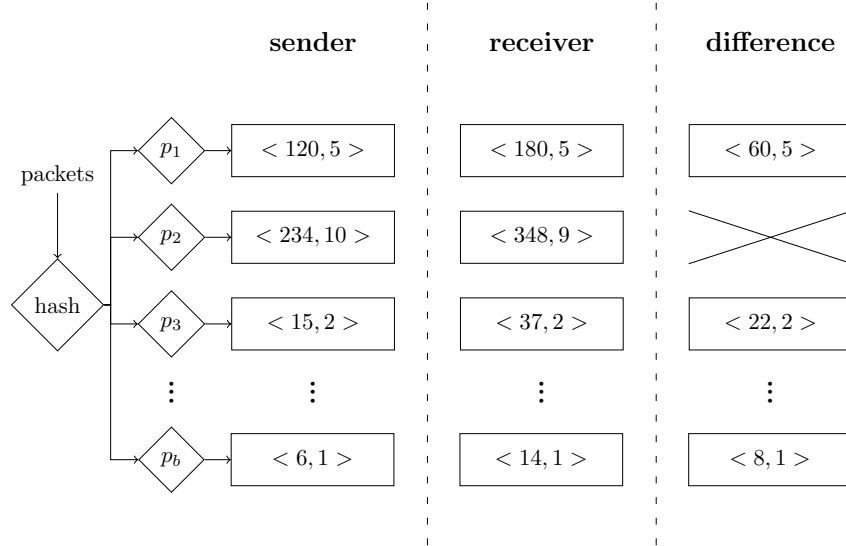 sender receiver difference
p₁ < 120, 5 > < 180, 5 > < 60, 5 >
packets
p₂ < 234, 10 > < 348, 9 >
hash
p₃ < 15, 2 > < 37, 2 > < 22, 2 >
⋮ ⋮ ⋮ ⋮
p_b < 6, 1 > < 14, 1 > < 8, 1 >